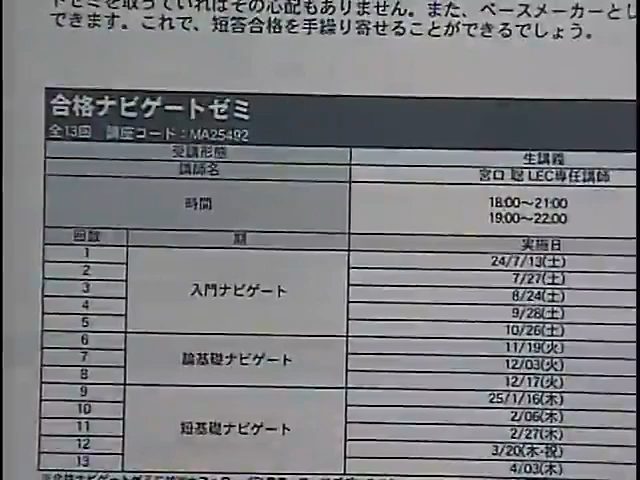 ドゼミを取っていればその心配もありません。また、ペースメーカーとし
できます。これで、短答合格を手繰り寄せることができるでしょう。
合格ナビゲートゼミ
全13回 講座コード：MA25492
受講形態 生講義
講師名 宮口 聡 LEC専任講師
時間 18:00～21:00
19:00～22:00
回数 期 実施日
1 入門ナビゲート 24/7/13(土)
2 7/27(土)
3 8/24(土)
4 9/28(土)
5 10/26(土)
6 論基礎ナビゲート 11/19(火)
7 12/03(火)
8 12/17(火)
9 短基礎ナビゲート 25/1/16(木)
10 2/06(木)
11 2/27(木)
12 3/20(木・祝)
13 4/03(木)